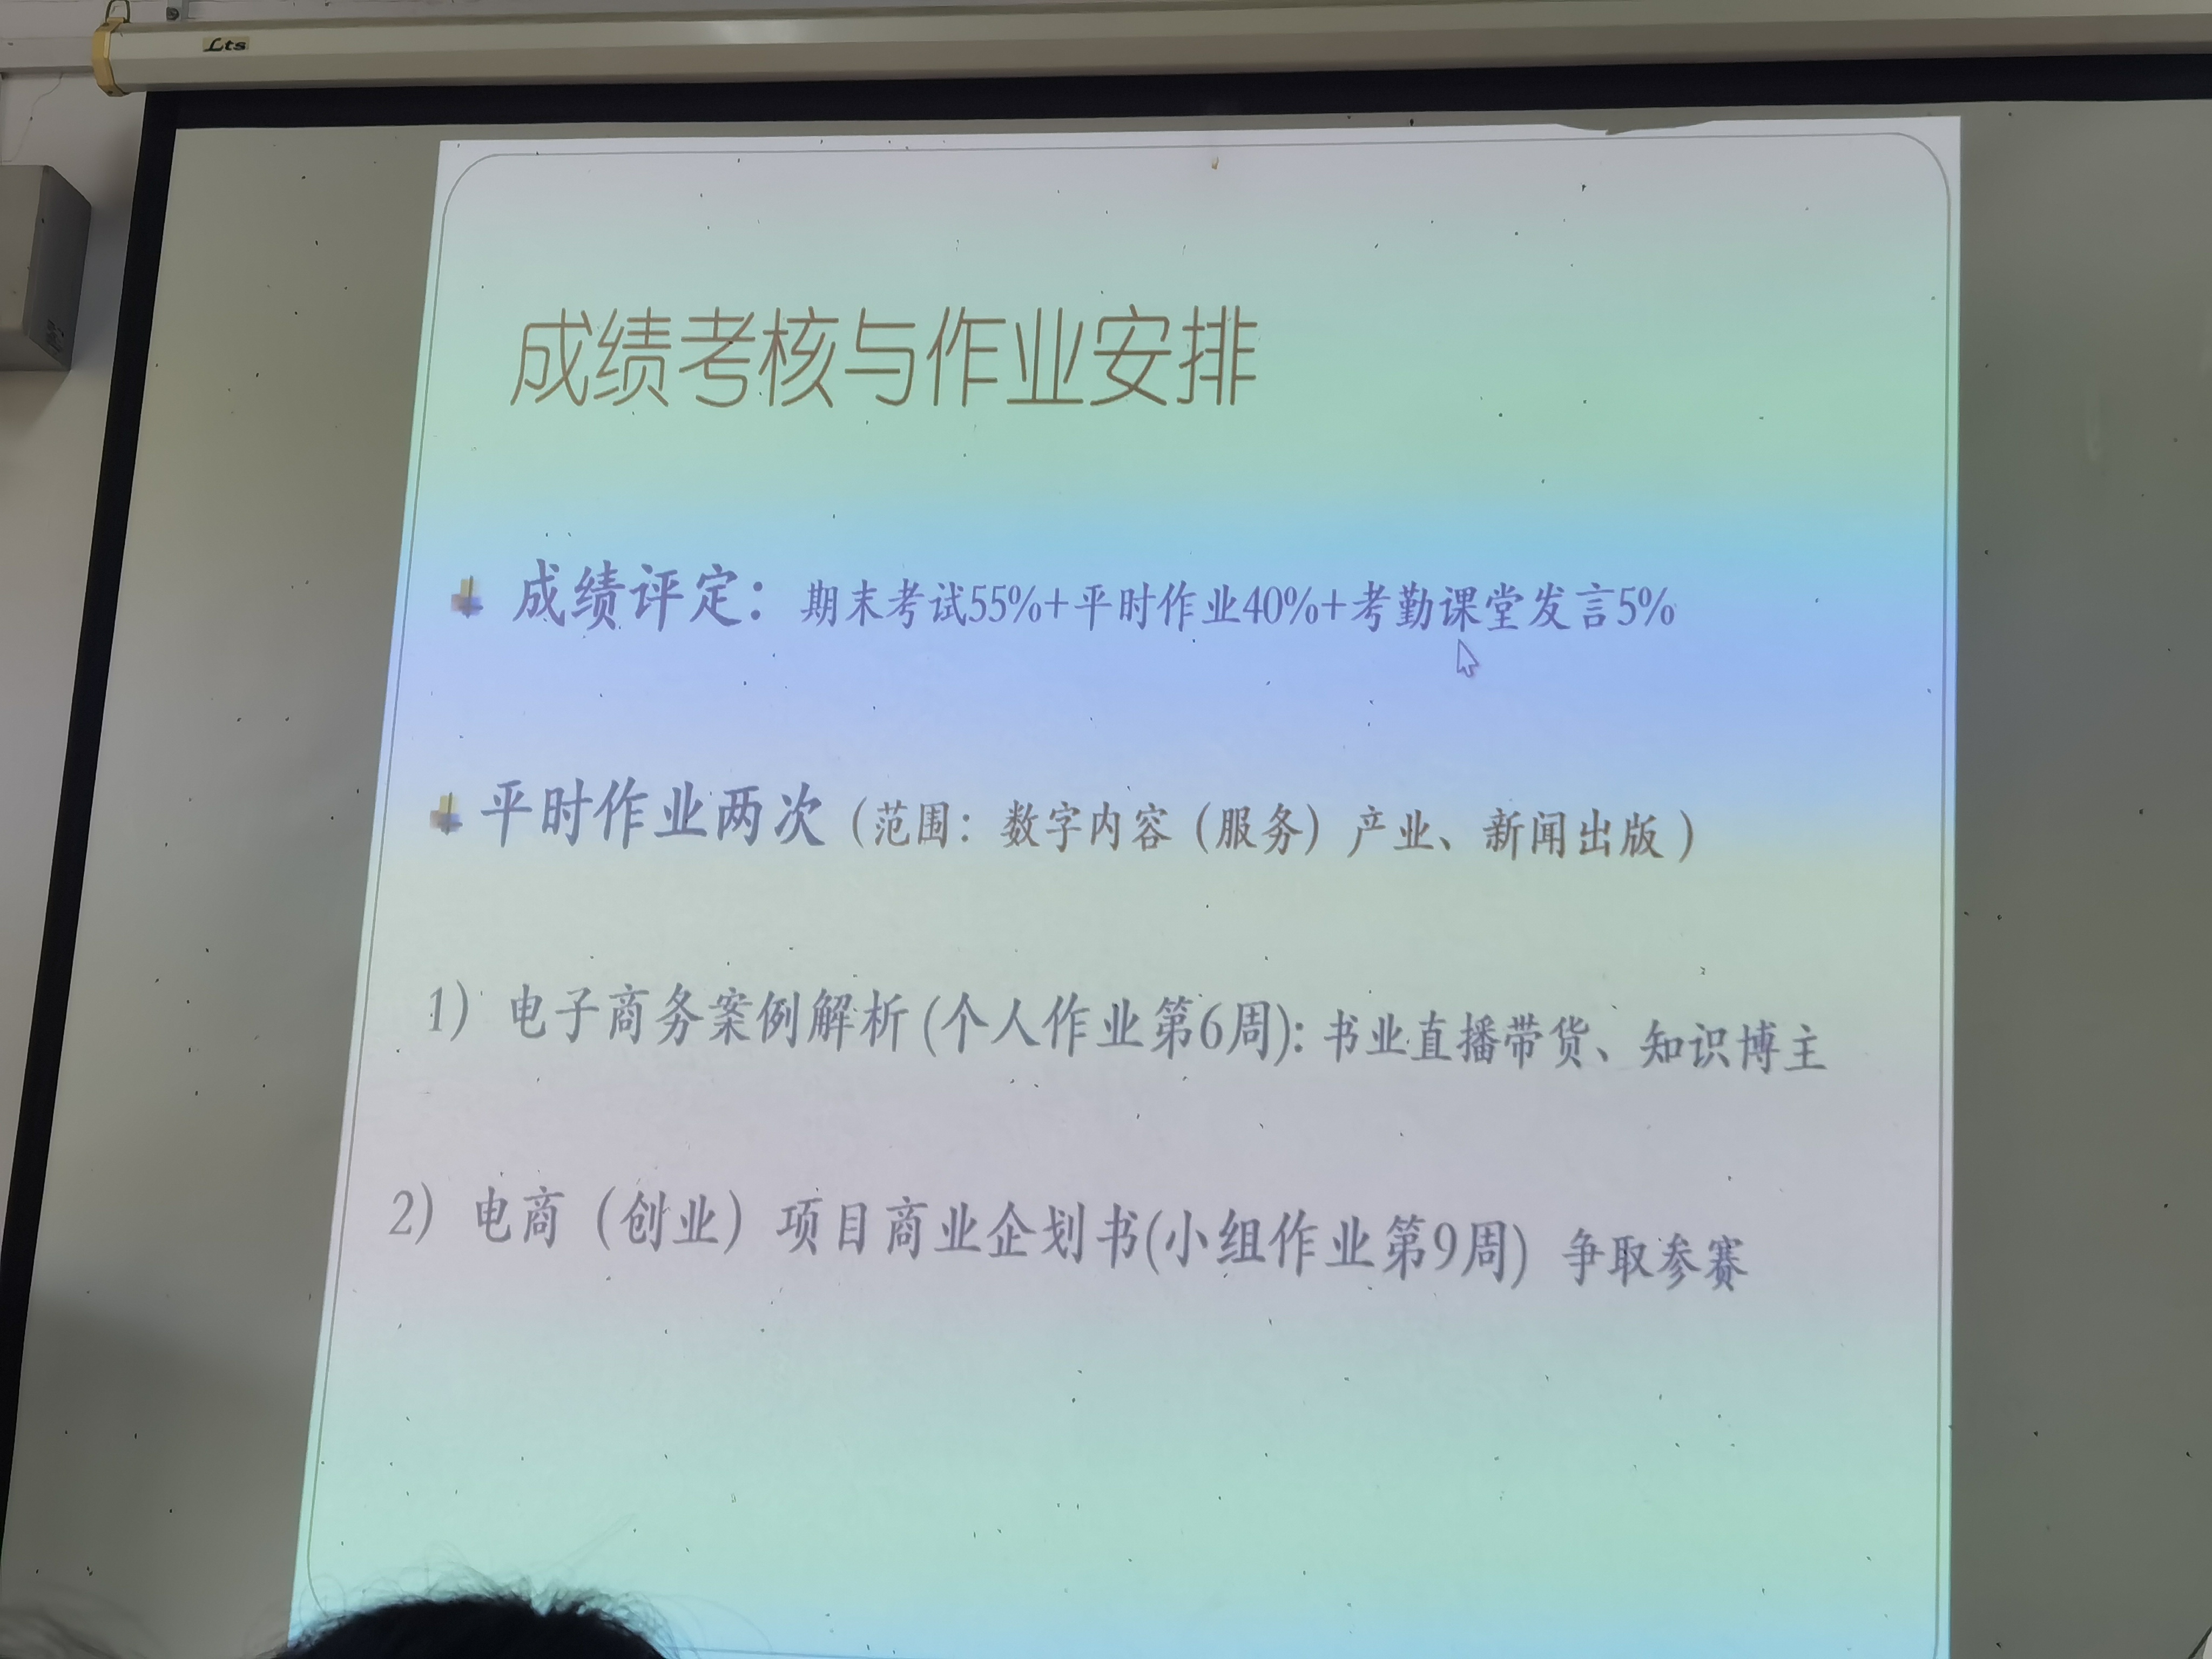 Lts
成绩考核与作业安排
成绩评定：期末考试55%+平时作业40%+考勤课堂发言5%
平时作业两次（范围：数字内容（服务）产业、新闻出版）
1）电子商务案例解析(个人作业第6周):书业直播带货、知识博主
2）电商（创业）项目商业企划书(小组作业第9周) 争取参赛